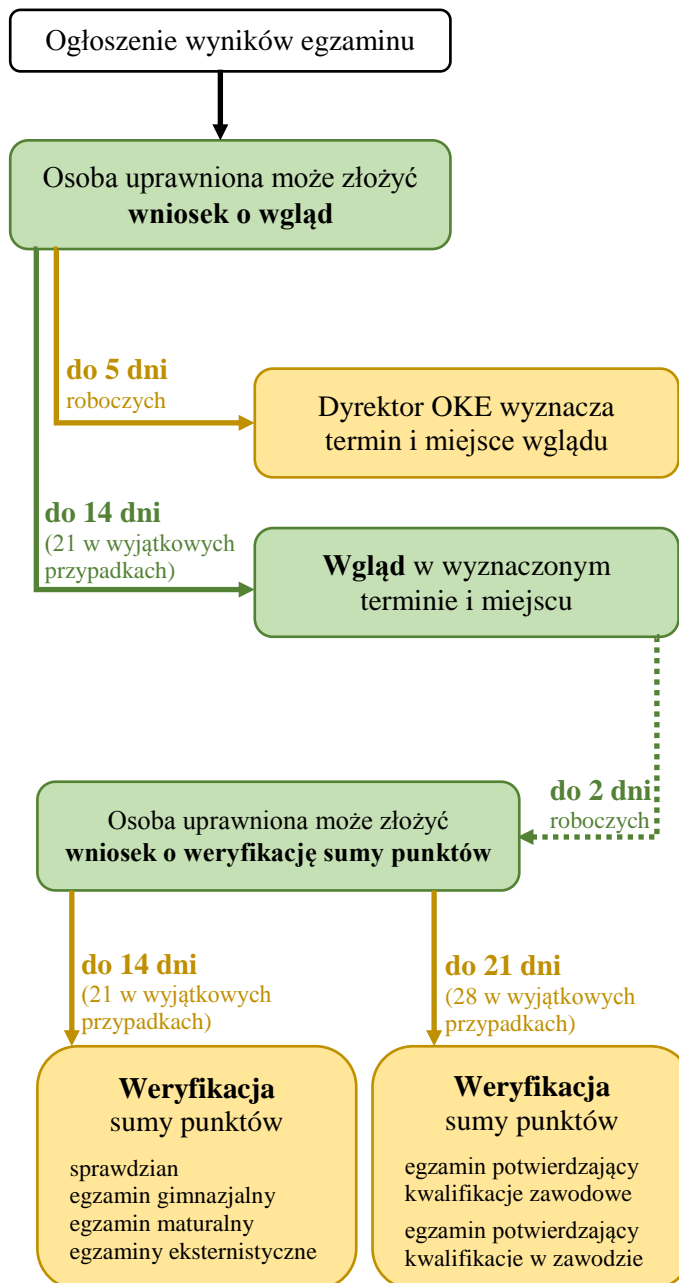 Ogłoszenie wyników egzaminu
Osoba uprawniona może złożyć
wniosek o wgląd
do 5 dni
roboczych
Dyrektor OKE wyznacza
termin i miejsce wglądu
do 14 dni
(21 w wyjątkowych
przypadkach)
Wgląd w wyznaczonym
terminie i miejscu
do 2 dni
roboczych
Osoba uprawniona może złożyć
wniosek o weryfikację sumy punktów
do 14 dni
(21 w wyjątkowych
przypadkach)
do 21 dni
(28 w wyjątkowych
przypadkach)
Weryfikacja
sumy punktów
sprawdzian
egzamin gimnazjalny
egzamin maturalny
egzaminy eksternistyczne
Weryfikacja
sumy punktów
egzamin potwierdzający
kwalifikacje zawodowe
egzamin potwierdzający
kwalifikacje w zawodzie